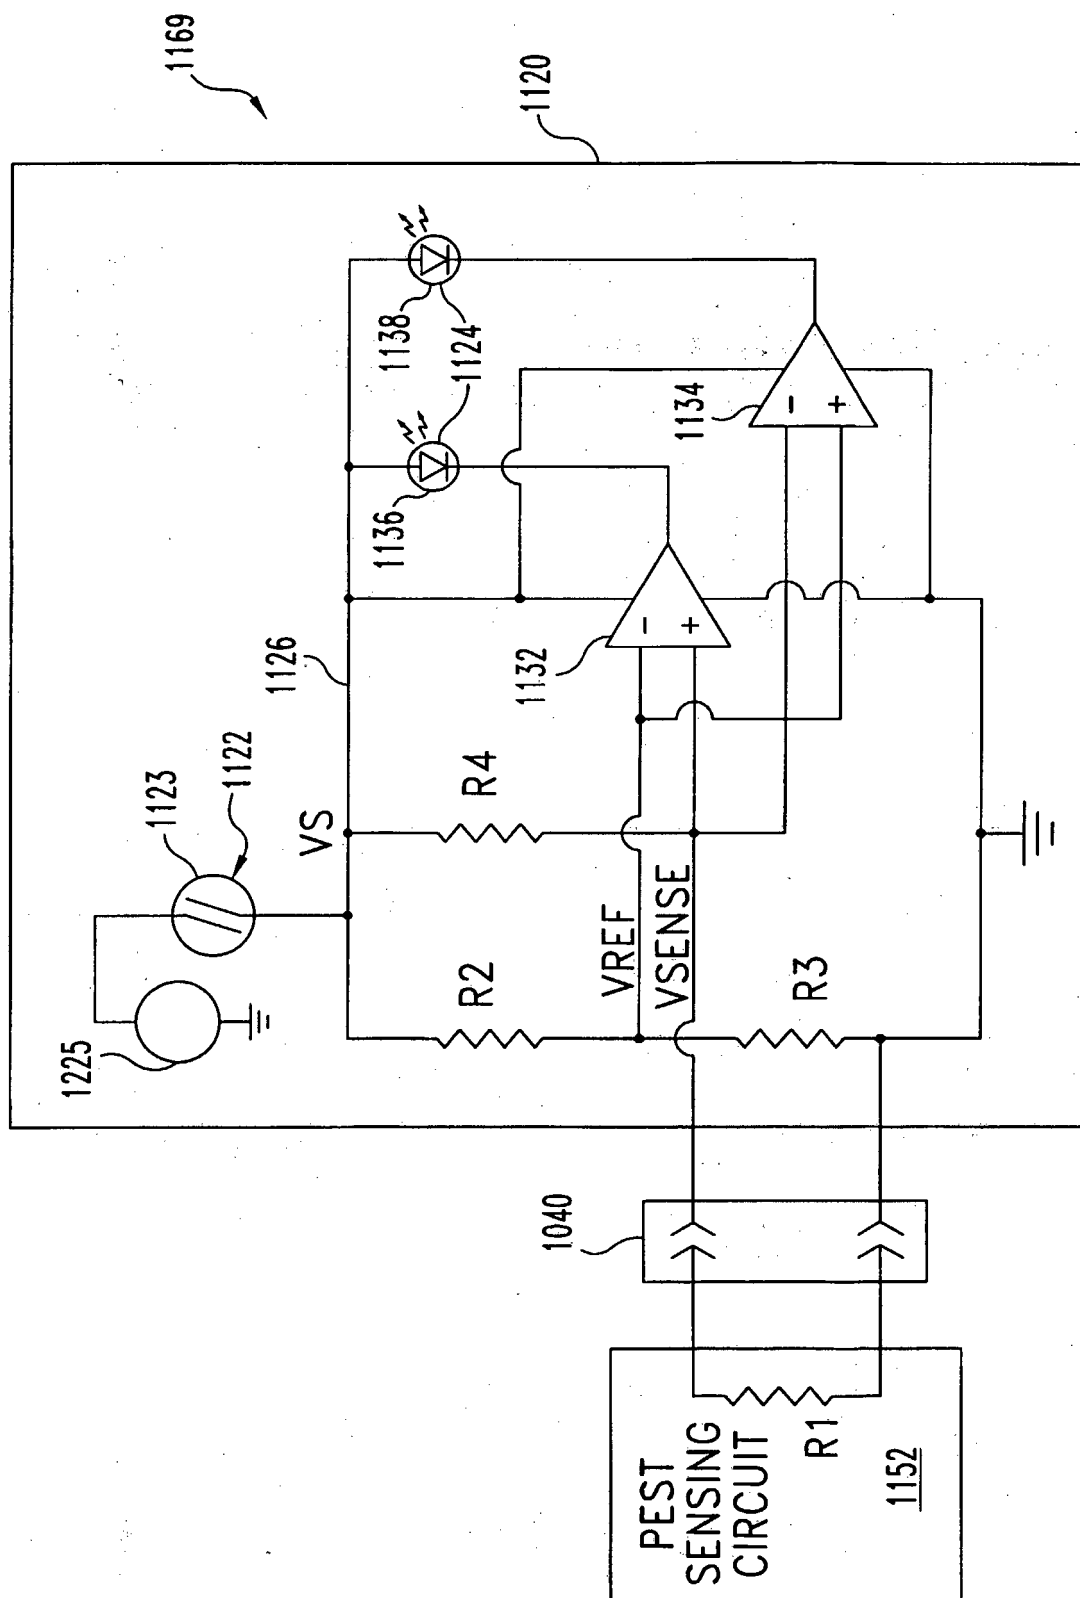 1169
1120
1138
1124
1136
1134
1132
1126
1123
1122
VS
R4
1225
R2
VREF
VSENSE
R3
-
+
-
+
1040
PEST
SENSING
CIRCUIT
R1
1152